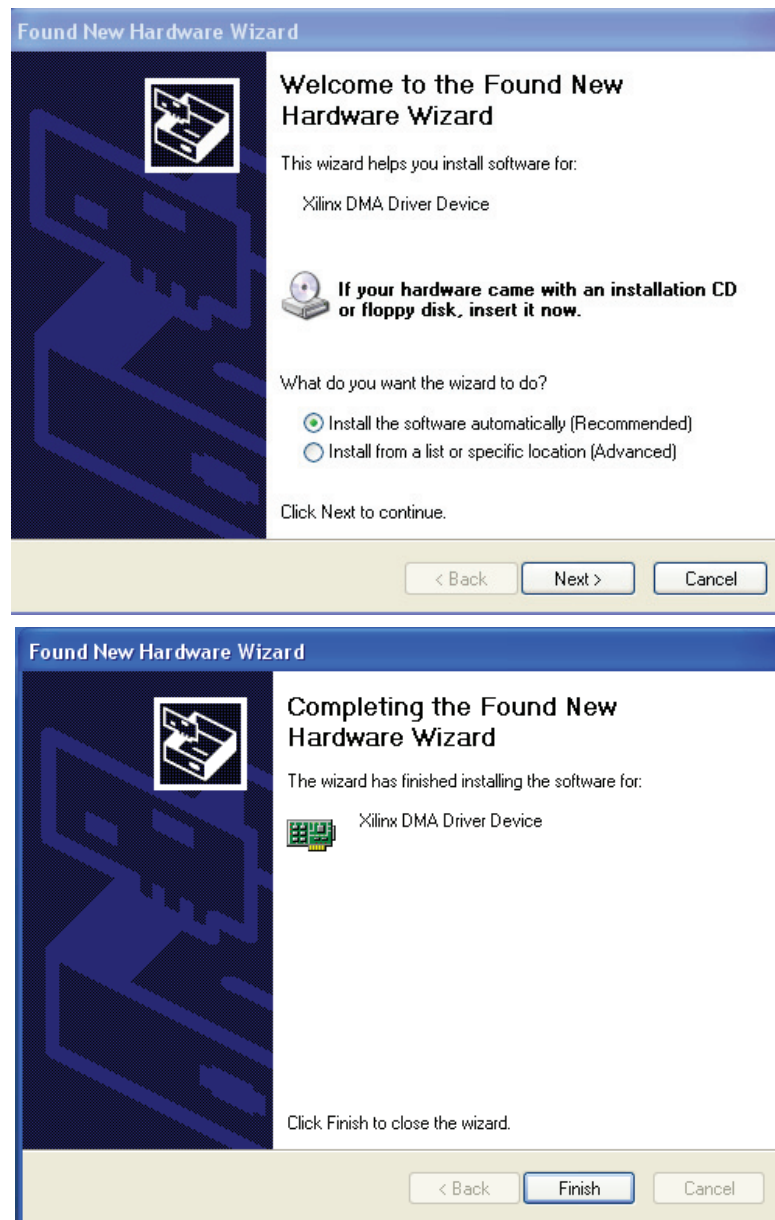 Found New Hardware Wizard
Welcome to the Found New
Hardware Wizard
This wizard helps you install software for:
Xilinx DMA Driver Device
If your hardware came with an installation CD
or floppy disk, insert it now.
What do you want the wizard to do?
Install the software automatically (Recommended)
Install from a list or specific location (Advanced)
Click Next to continue.
< Back Next > Cancel
Found New Hardware Wizard
Completing the Found New
Hardware Wizard
The wizard has finished installing the software for:
Xilinx DMA Driver Device
Click Finish to close the wizard.
< Back Finish Cancel